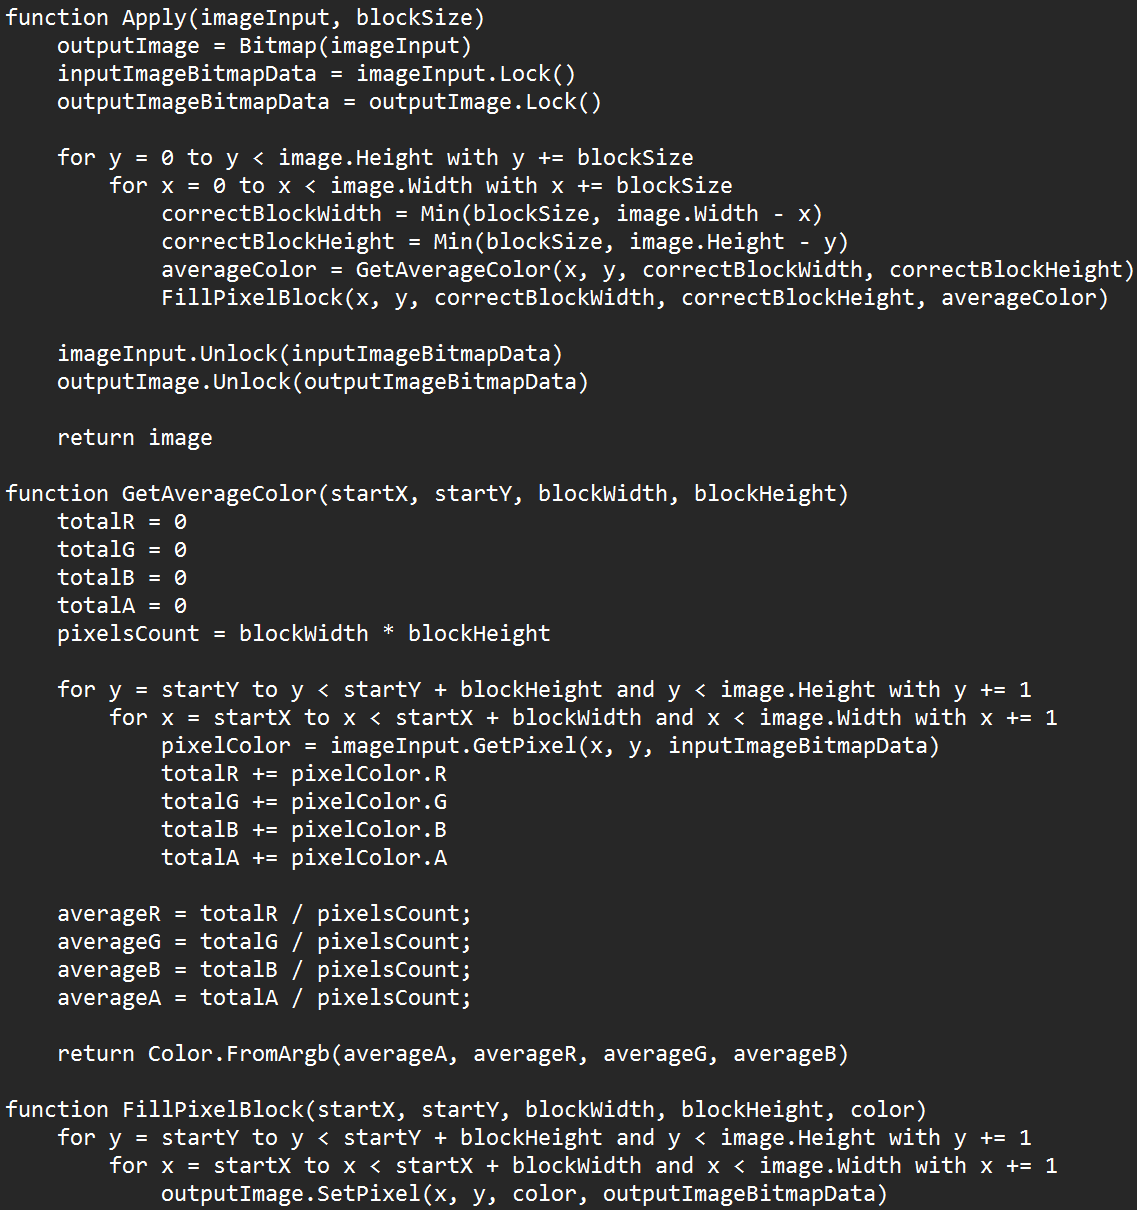 function Apply(imageInput, blockSize)
    outputImage = Bitmap(imageInput)
    inputImageBitmapData = imageInput.Lock()
    outputImageBitmapData = outputImage.Lock()

    for y = 0 to y < image.Height with y += blockSize
        for x = 0 to x < image.Width with x += blockSize
            correctBlockWidth = Min(blockSize, image.Width - x)
            correctBlockHeight = Min(blockSize, image.Height - y)
            averageColor = GetAverageColor(x, y, correctBlockWidth, correctBlockHeight)
            FillPixelBlock(x, y, correctBlockWidth, correctBlockHeight, averageColor)

    imageInput.Unlock(inputImageBitmapData)
    outputImage.Unlock(outputImageBitmapData)

    return image

function GetAverageColor(startX, startY, blockWidth, blockHeight)
    totalR = 0
    totalG = 0
    totalB = 0
    totalA = 0
    pixelsCount = blockWidth * blockHeight

    for y = startY to y < startY + blockHeight and y < image.Height with y += 1
        for x = startX to x < startX + blockWidth and x < image.Width with x += 1
            pixelColor = imageInput.GetPixel(x, y, inputImageBitmapData)
            totalR += pixelColor.R
            totalG += pixelColor.G
            totalB += pixelColor.B
            totalA += pixelColor.A

    averageR = totalR / pixelsCount;
    averageG = totalG / pixelsCount;
    averageB = totalB / pixelsCount;
    averageA = totalA / pixelsCount;

    return Color.FromArgb(averageA, averageR, averageG, averageB)

function FillPixelBlock(startX, startY, blockWidth, blockHeight, color)
    for y = startY to y < startY + blockHeight and y < image.Height with y += 1
        for x = startX to x < startX + blockWidth and x < image.Width with x += 1
            outputImage.SetPixel(x, y, color, outputImageBitmapData)